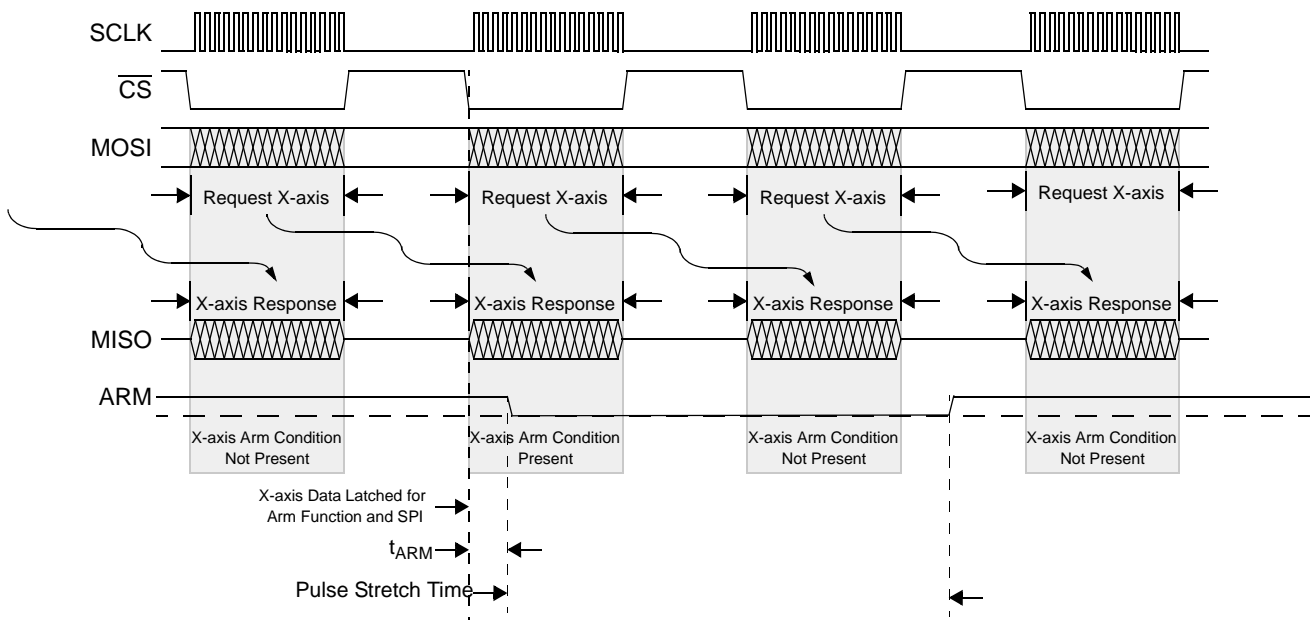 SCLK
CS
MOSI
Request X-axis
Request X-axis
Request X-axis
Request X-axis
X-axis Response
X-axis Response
X-axis Response
X-axis Response
MISO
ARM
X-axis Arm Condition
Not Present
X-axis Arm Condition
Present
X-axis Arm Condition
Not Present
X-axis Arm Condition
Not Present
X-axis Data Latched for
Arm Function and SPI
tARM
Pulse Stretch Time